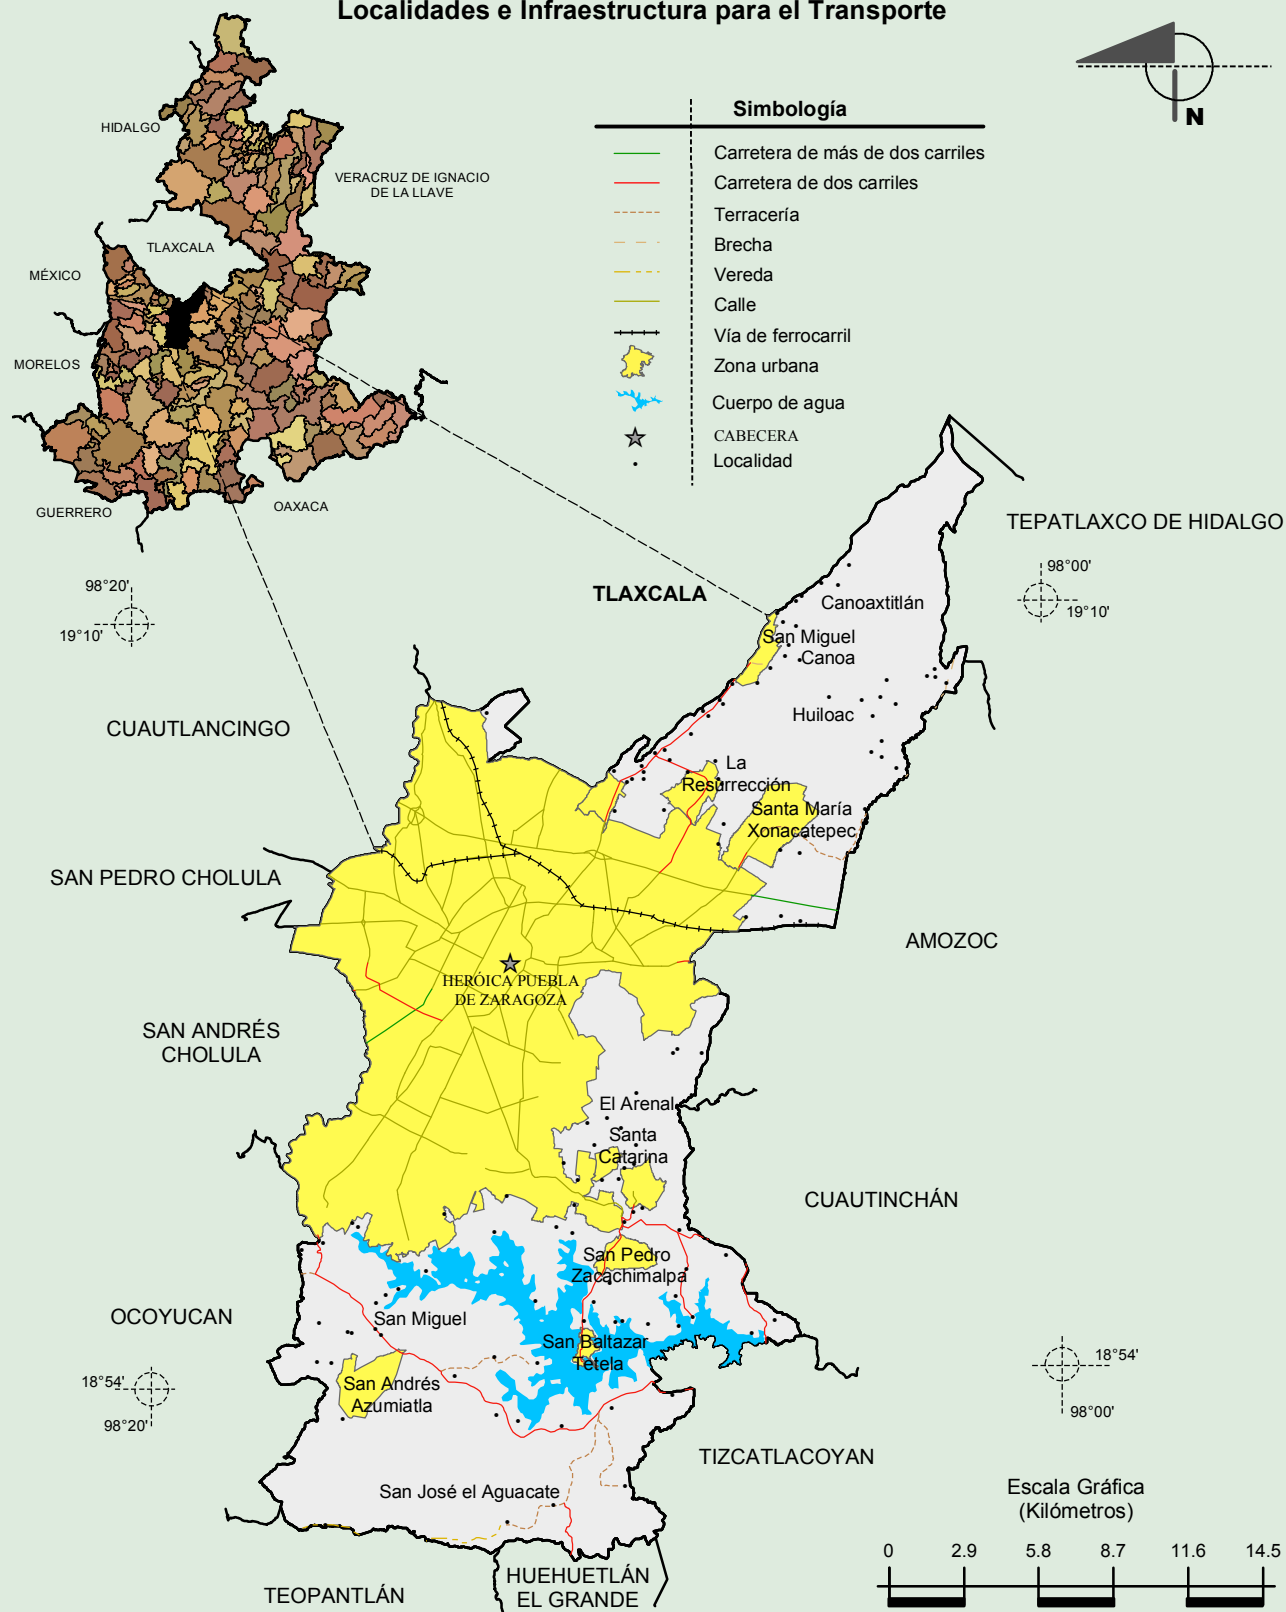 Localidades e Infraestructura para el Transporte
N
Simbología
Carretera de más de dos carriles
Carretera de dos carriles
Terracería
Brecha
Vereda
Calle
Vía de ferrocarril
Zona urbana
Cuerpo de agua
CABECERA
Localidad
HIDALGO
VERACRUZ DE IGNACIO
DE LA LLAVE
TLAXCALA
MÉXICO
MORELOS
GUERRERO
OAXACA
TEPATLAXCO DE HIDALGO
98°20'
19°10'
98°00'
19°10'
TLAXCALA
Canoaxtitlán
San Miguel
Canoa
CUAUTLANCINGO
Huiloac
La
Resurrección
Santa María
Xonacatepec
SAN PEDRO CHOLULA
AMOZOC
HERÓICA PUEBLA
DE ZARAGOZA
SAN ANDRÉS
CHOLULA
El Arenal
Santa
Catarina
CUAUTINCHÁN
San Pedro
Zacachimalpa
OCOYUCAN
San Miguel
San Baltazar
Tetela
18°54'
98°20'
18°54'
98°00'
San Andrés
Azumiatla
TIZCATLACOYAN
San José el Aguacate
Escala Gráfica
(Kilómetros)
0 2.9 5.8 8.7 11.6 14.5
HUEHUETLÁN
EL GRANDE
TEOPANTLÁN